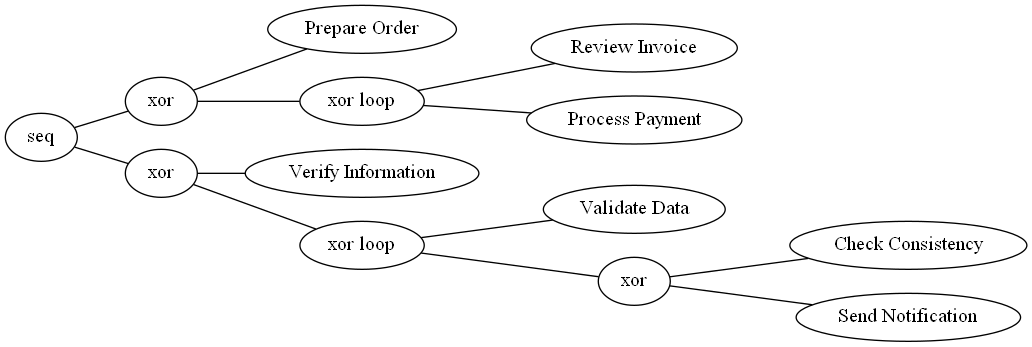 Prepare Order
Review Invoice
xor
xor loop
Process Payment
seq
xor
Verify Information
Validate Data
xor loop
Check Consistency
xor
Send Notification